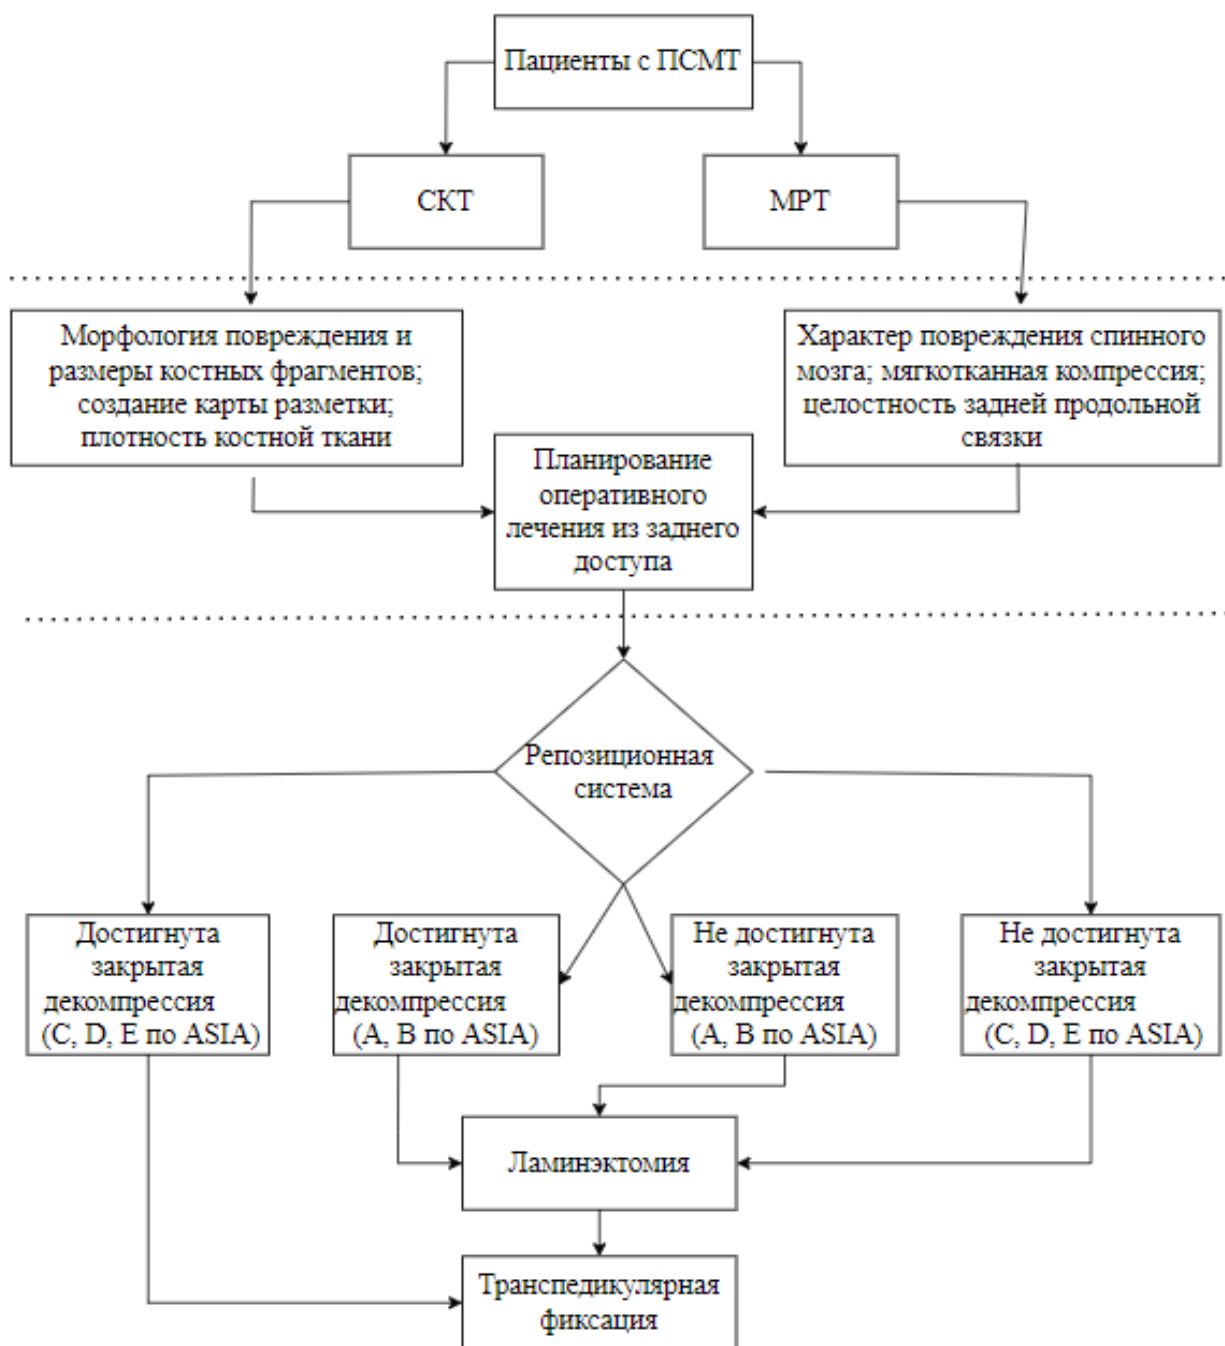 Пациенты с ПСМТ
СКТ
МРТ
Морфология повреждения и
размеры костных фрагментов;
создание карты разметки;
плотность костной ткани
Характер повреждения спинного
мозга; мягкотканная компрессия;
целостность задней продольной
связки
Планирование
оперативного
лечения из заднего
доступа
Репозиционная
система
Достигнута
закрытая
декомпрессия
(C, D, E по ASIA)
Достигнута
закрытая
декомпрессия
(A, B по ASIA)
Не достигнута
закрытая
декомпрессия
(A, B по ASIA)
Не достигнута
закрытая
декомпрессия
(C, D, E по ASIA)
Ламинэктомия
Транспедикулярная
фиксация